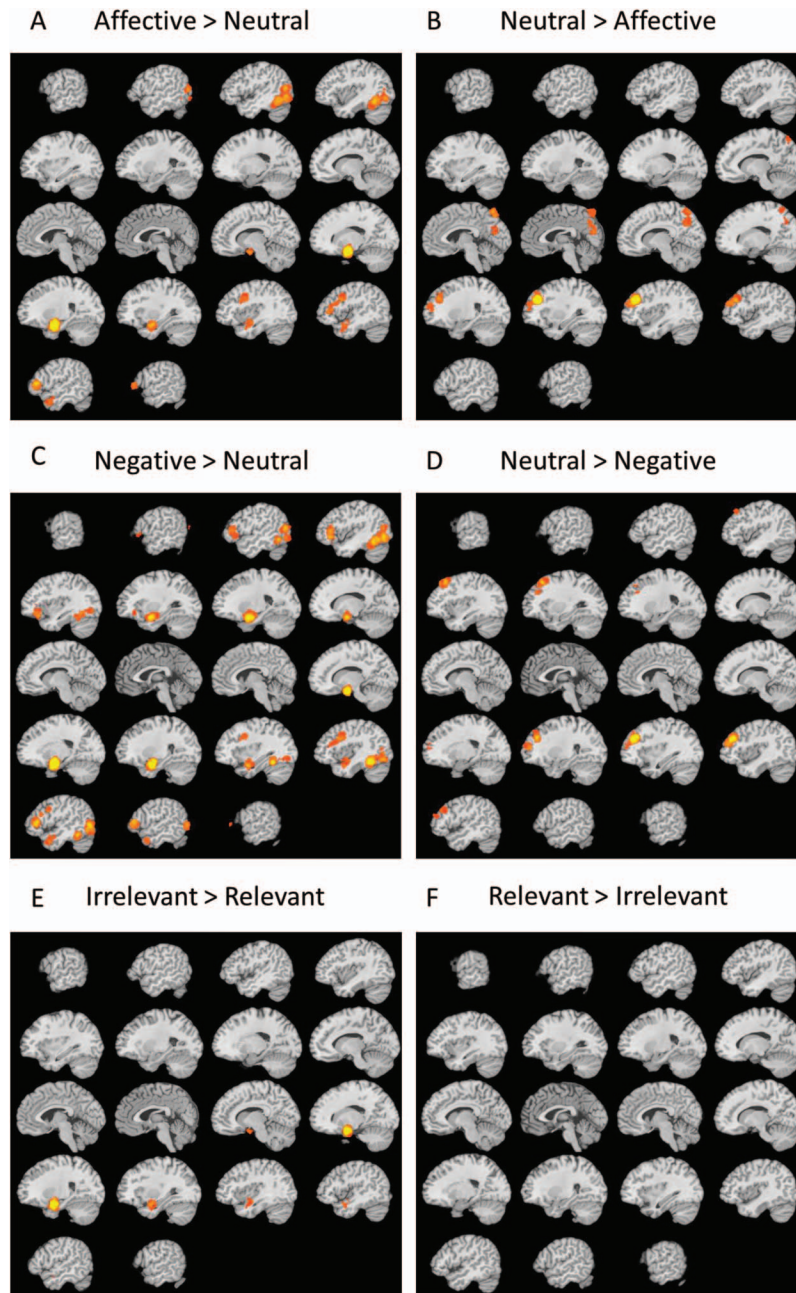 A Affective > Neutral
B Neutral > Affective
C Negative > Neutral
D Neutral > Negative
E Irrelevant > Relevant
F Relevant > Irrelevant